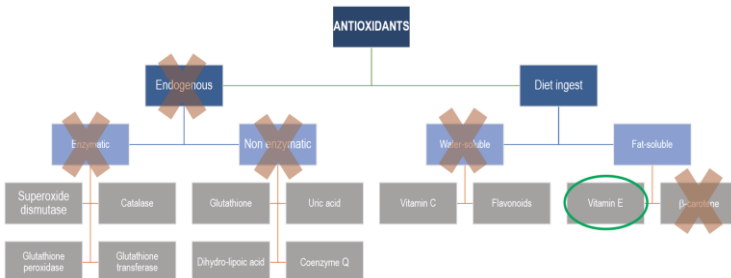 ANTIOXIDANTS
Endogenous
Diet ingest
Enzymatic
Non enzymatic
Water-soluble
Fat-soluble
Superoxide
dismutase
Catalase
Glutathione
Uric acid
Vitamin C
Flavonoids
Vitamin E
β-carotene
Glutathione
peroxidase
Glutathione
transferase
Dihydro-lipoic acid
Coenzyme Q